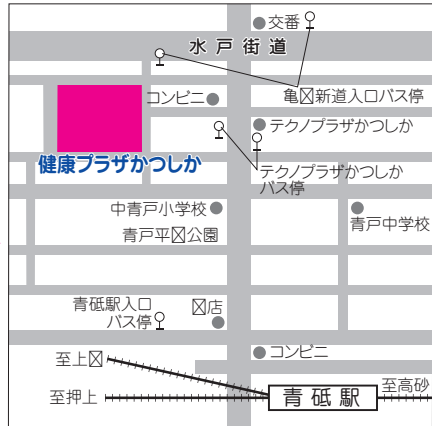 交番
水戸街道
コンビニ
亀〼新道入口バス停
テクノプラザかつしか
健康プラザかつしか
テクノプラザかつしか
バス停
中青戸小学校
青戸中学校
青戸平〼公園
青砥駅入口
バス停
〼店
コンビニ
至上〼
至押上
青砥駅
至高砂